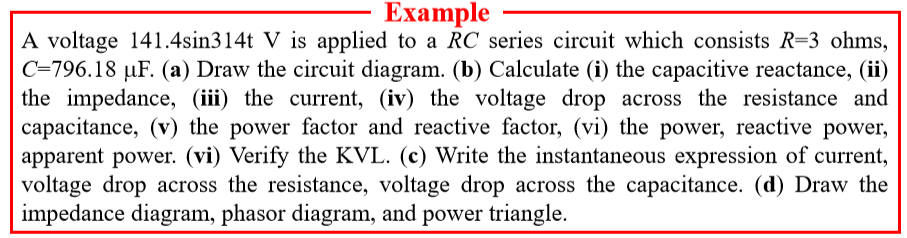 Example
A voltage 141.4sin314t V is applied to a RC series circuit which consists R=3 ohms,
C=796.18 μF. (a) Draw the circuit diagram. (b) Calculate (i) the capacitive reactance, (ii)
the impedance, (iii) the current, (iv) the voltage drop across the resistance and
capacitance, (v) the power factor and reactive factor, (vi) the power, reactive power,
apparent power. (vi) Verify the KVL. (c) Write the instantaneous expression of current,
voltage drop across the resistance, voltage drop across the capacitance. (d) Draw the
impedance diagram, phasor diagram, and power triangle.